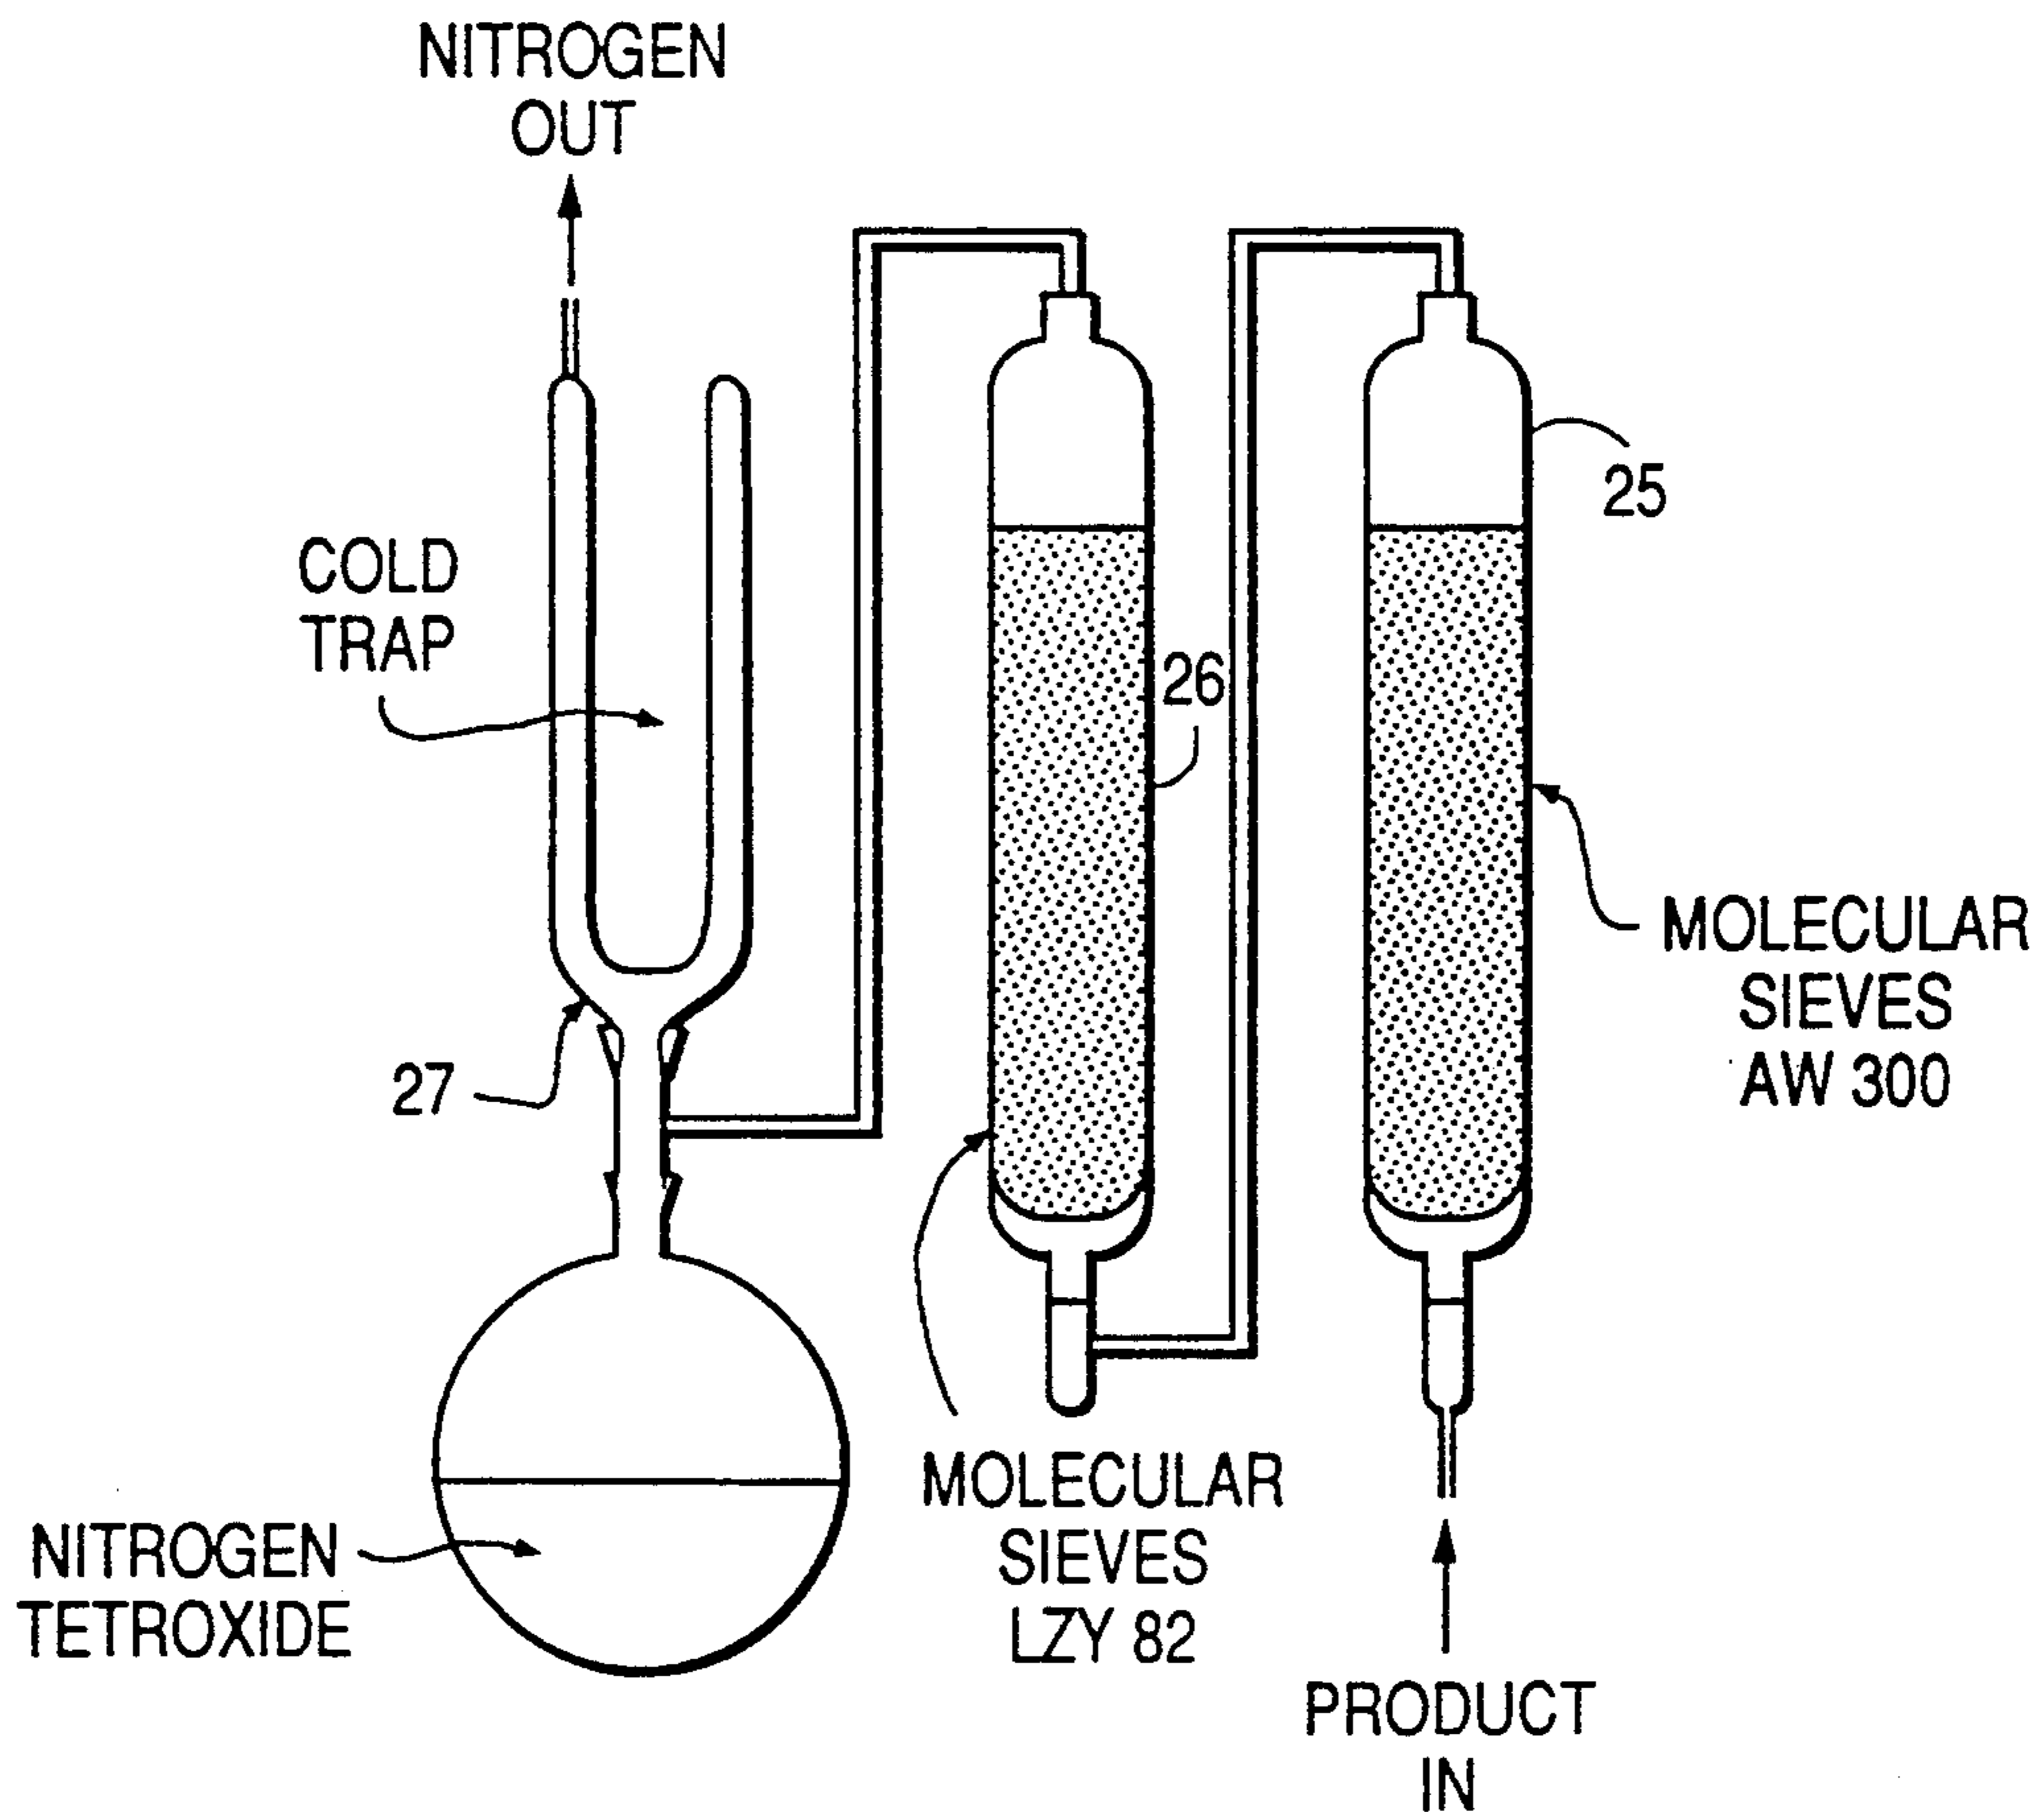 NITROGEN
OUT
25
COLD
TRAP
26
MOLECULAR
SIEVES
AW 300
27
MOLECULAR
SIEVES
LZY 82
NITROGEN
TETROXIDE
PRODUCT
IN